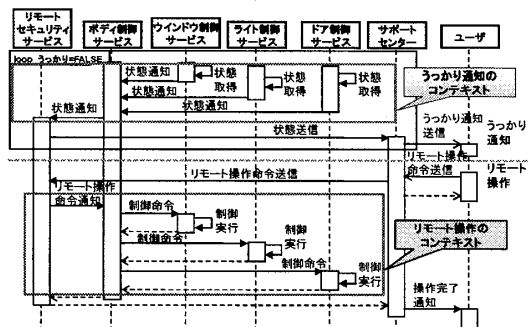 リモート
セキュリティ
サービス
ボディ制御
サービス
ウインドウ制御
サービス
ライト制御
サービス
ドア制御
サービス
サポート
センター
ユーザ
loop うっかり=FALSE
状態通知
状態
取得
状態
取得
状態
取得
状態通知
状態通知
状態通知
うっかり通知の
コンテキスト
うっかり通知
送信
うっかり
通知
状態送信
リモート操作
命令送信
リモート
操作
リモート操作命令送信
リモート操作
命令通知
制御命令
制御
実行
制御命令
制御
実行
制御命令
制御
実行
リモート操作の
コンテキスト
操作完了
通知